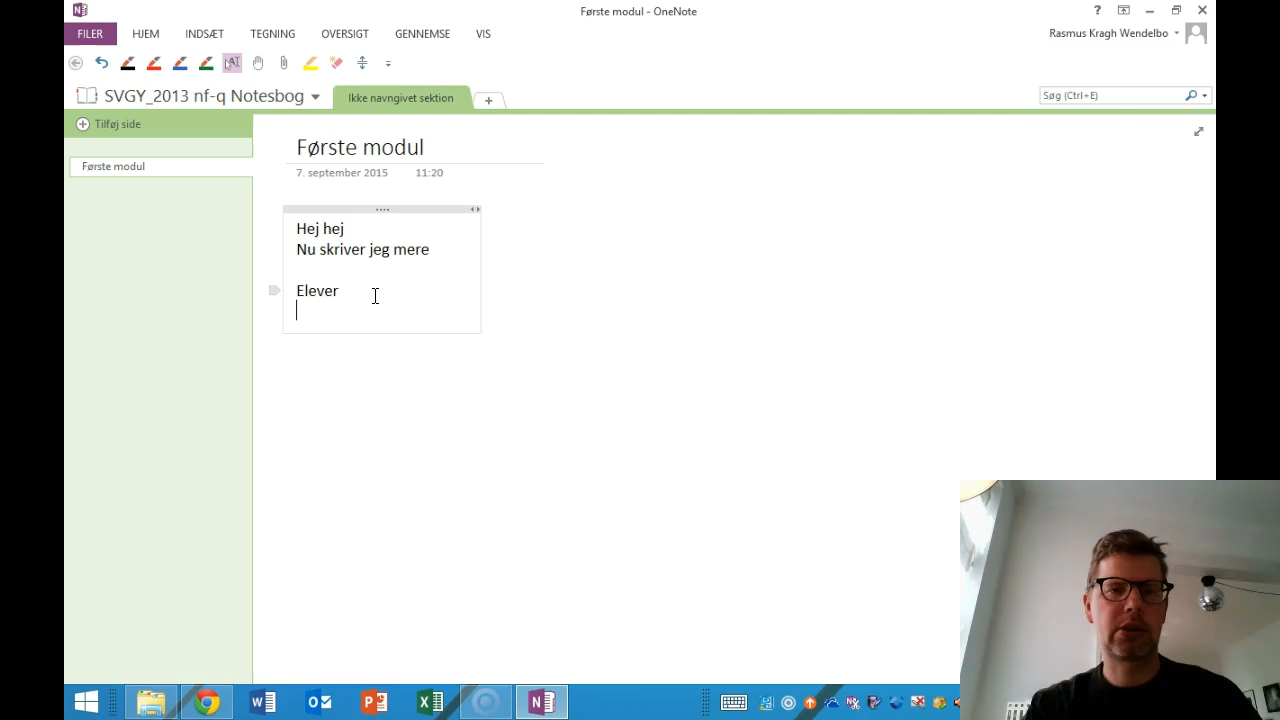 Første modul - OneNote
FILER HJEM INDSÆT TEGNING OVERSIGT GENNEMSE VIS
Rasmus Kragh Wendelbo
SVGY_2013 nf-q Notesbog
Ikke navngivet sektion
Søg (Ctrl+E)
Tilføj side
Første modul
Første modul
7. september 2015 11:20
Hej hej
Nu skriver jeg mere
Elever